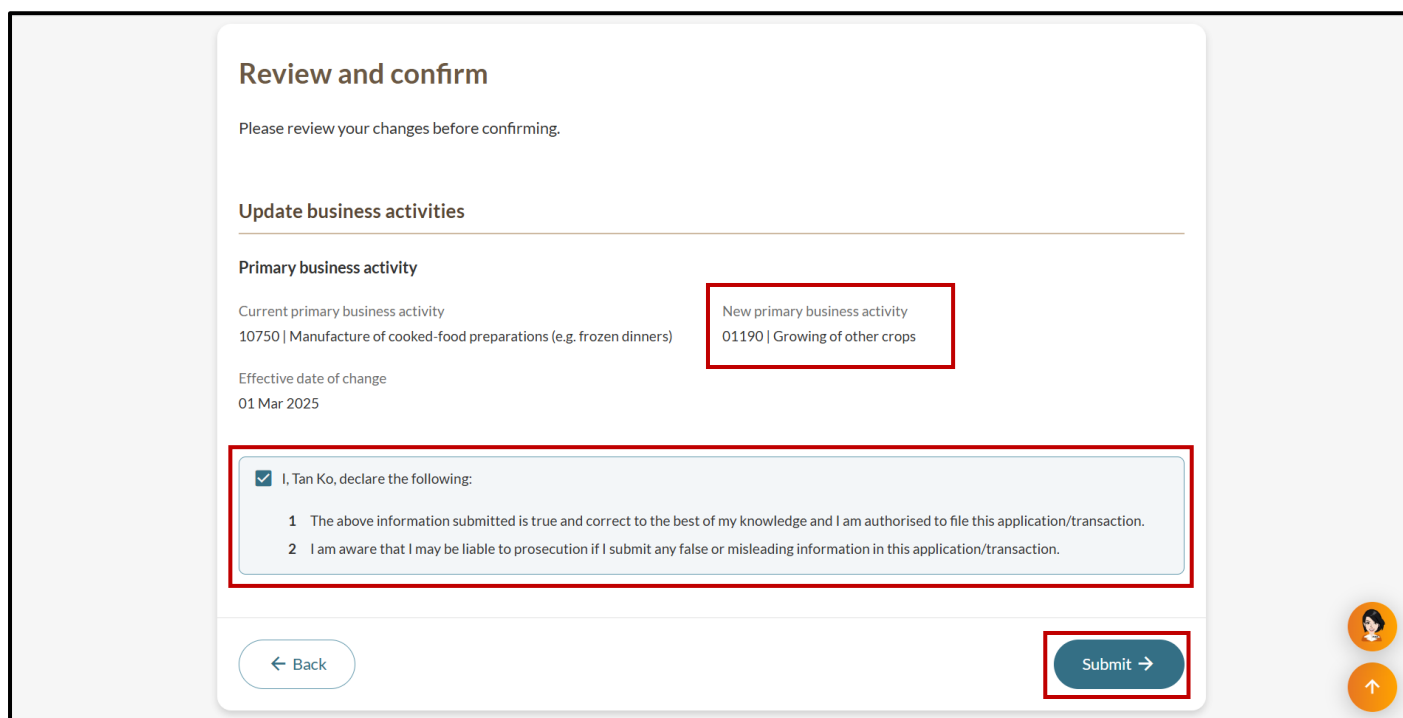 Review and confirm
Please review your changes before confirming.
Update business activities
Primary business activity
Current primary business activity
10750 | Manufacture of cooked-food preparations (e.g. frozen dinners)
New primary business activity
01190 | Growing of other crops
Effective date of change
01 Mar 2025
I, Tan Ko, declare the following:
1 The above information submitted is true and correct to the best of my knowledge and I am authorised to file this application/transaction.
2 I am aware that I may be liable to prosecution if I submit any false or misleading information in this application/transaction.
← Back
Submit →